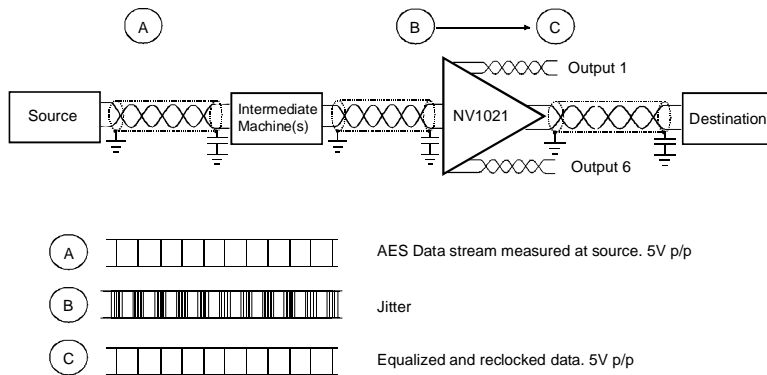 A
B
C
Output 1
Source
Intermediate
Machine(s)
NV1021
Destination
Output 6
A
AES Data stream measured at source. 5V p/p
B
Jitter
C
Equalized and reclocked data. 5V p/p